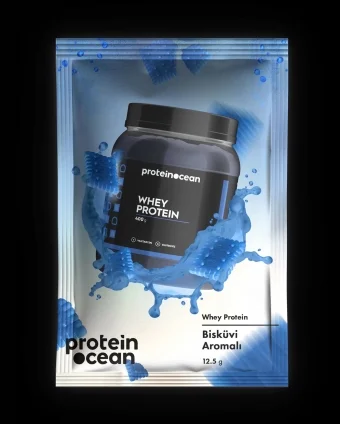 proteinocean
WHEY
PROTEIN
400 g
Whey Protein
Bisküvi
Aromalı
12.5 g
protein
ocean